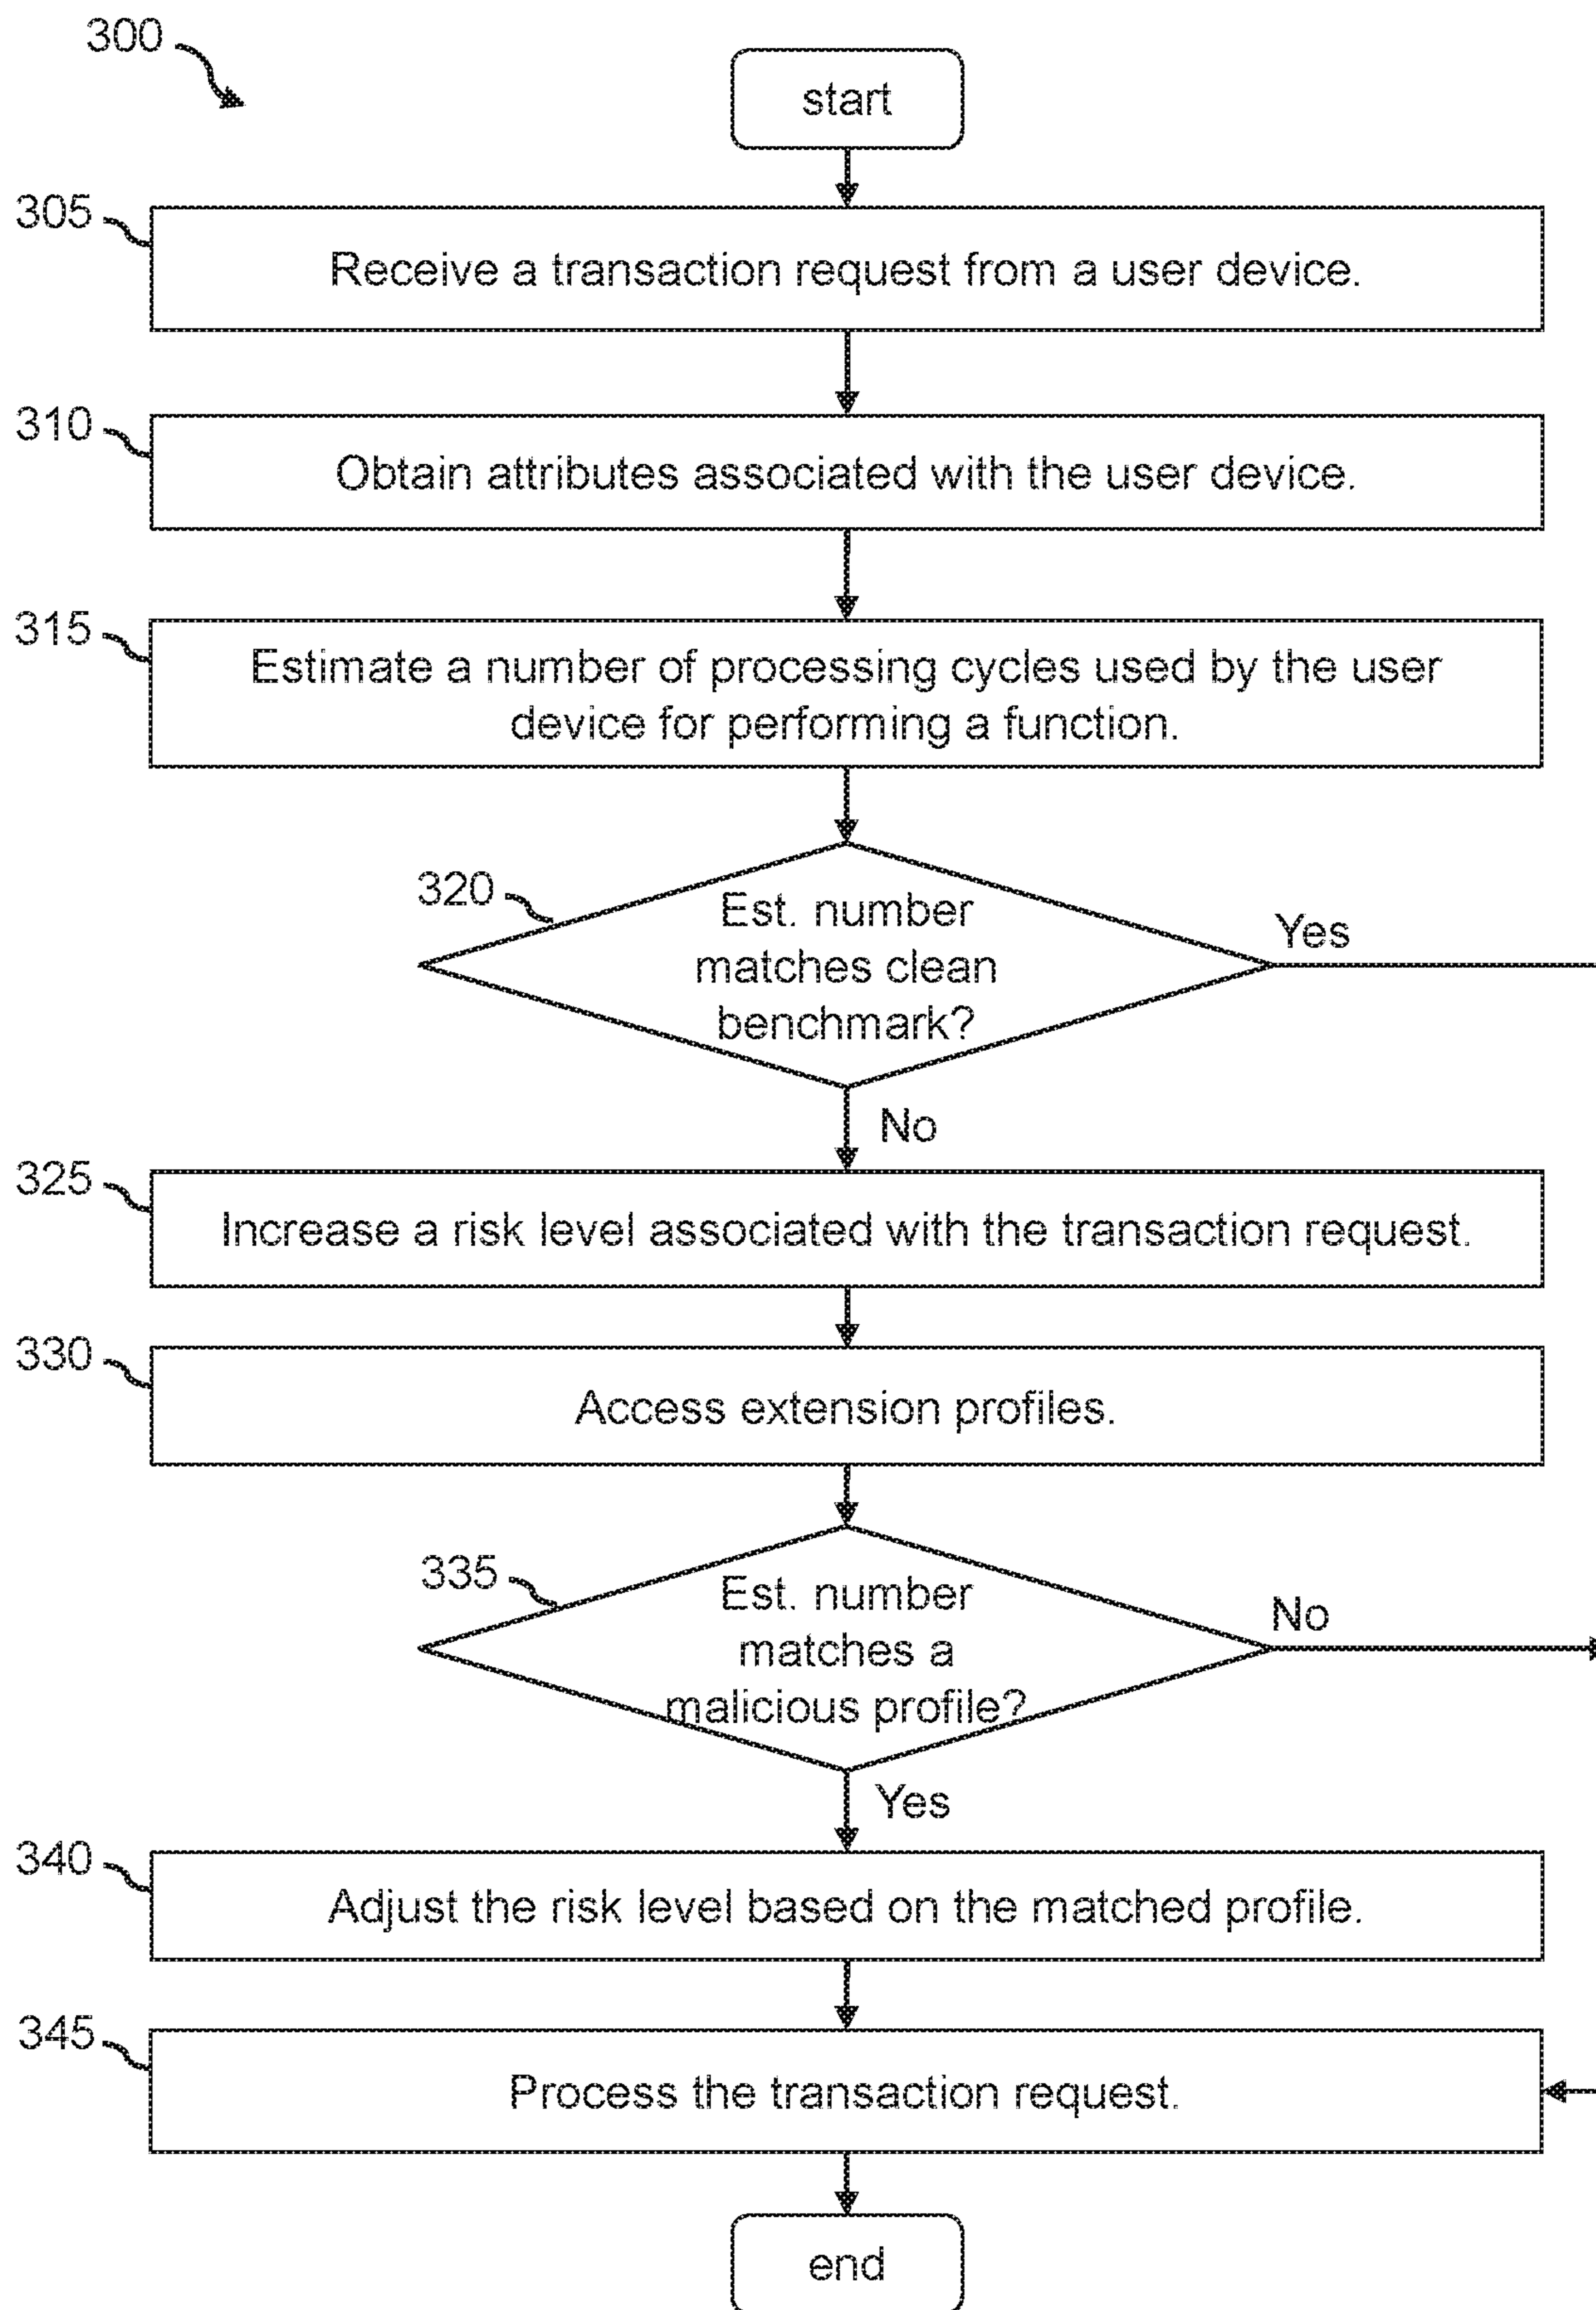 300
start
305
Receive a transaction request from a user device.
310
Obtain attributes associated with the user device.
315
Estimate a number of processing cycles used by the user
device for performing a function.
320
Est. number
matches clean
benchmark?
Yes
No
325
Increase a risk level associated with the transaction request.
330
Access extension profiles.
335
Est. number
matches a
malicious profile?
No
Yes
340
Adjust the risk level based on the matched profile.
345
Process the transaction request.
end